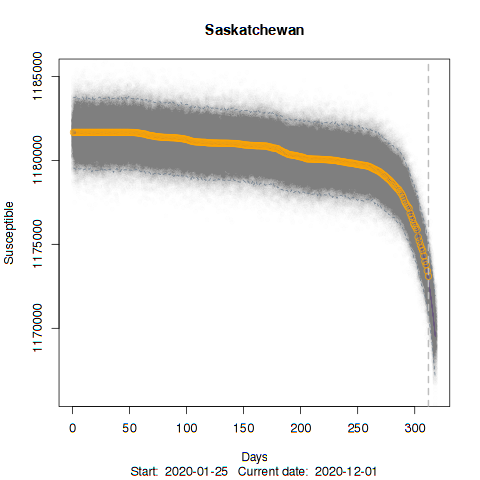 Saskatchewan
Susceptible
1185000
1180000
1175000
1170000
0 50 100 150 200 250 300
Days
Start: 2020-01-25 Current date: 2020-12-01